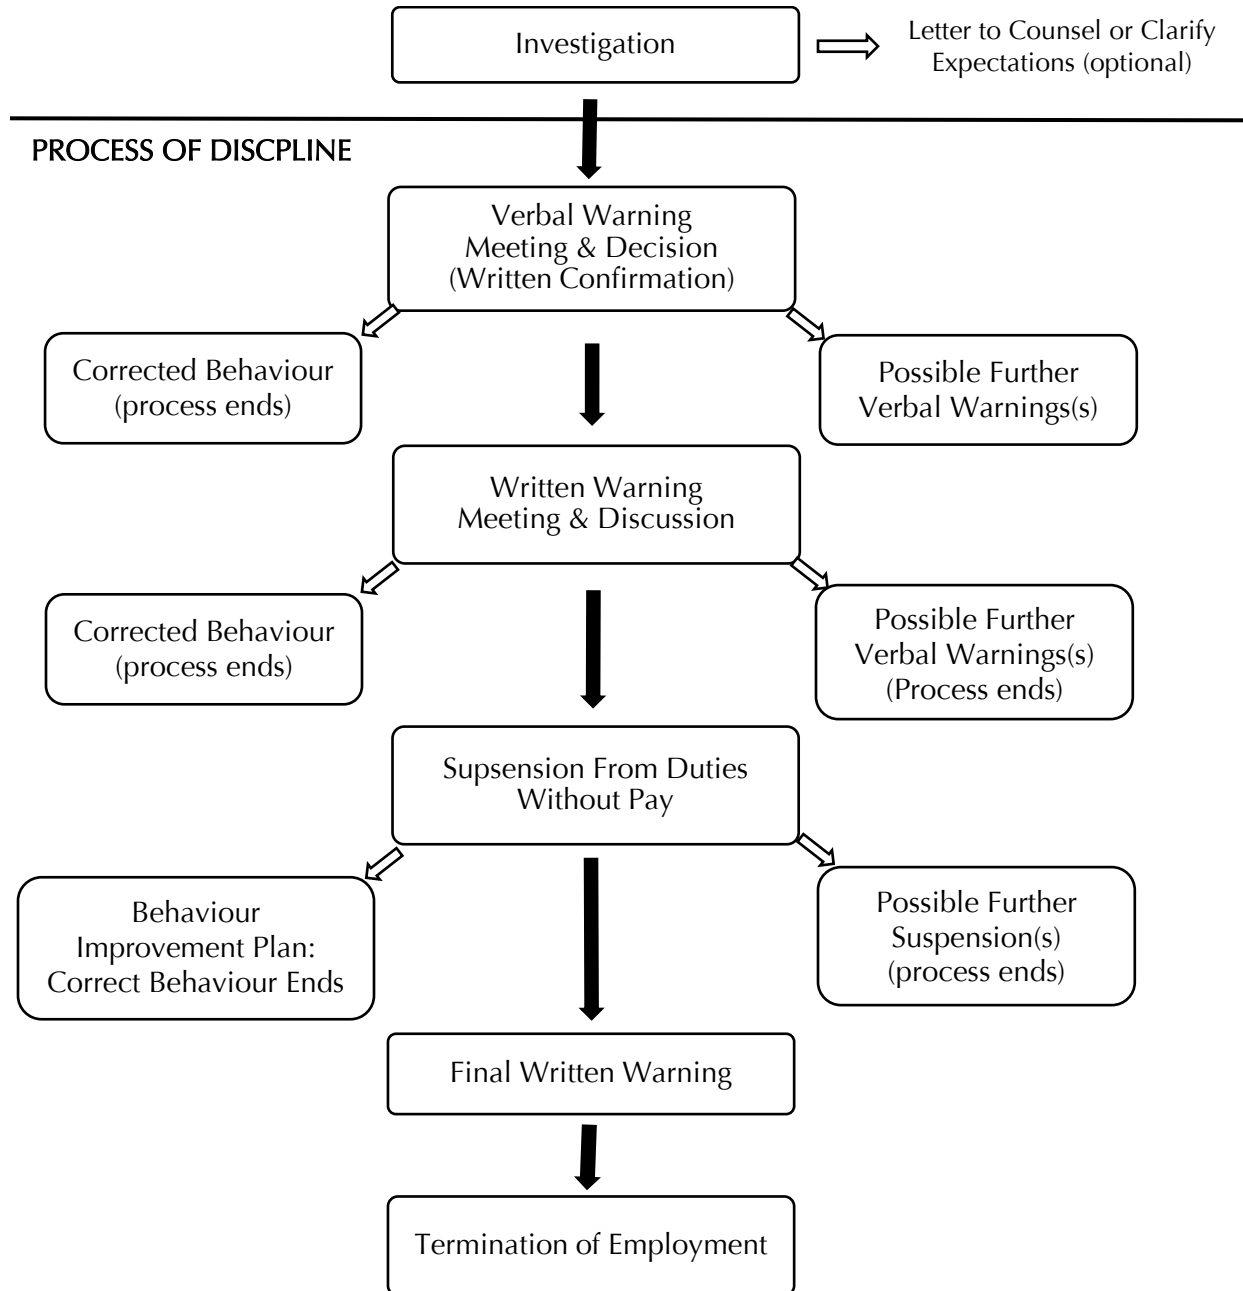 Investigation
Letter to Counsel or Clarify
Expectations (optional)
PROCESS OF DISCPLINE
Verbal Warning
Meeting & Decision
(Written Confirmation)
Corrected Behaviour
(process ends)
Possible Further
Verbal Warnings(s)
Written Warning
Meeting & Discussion
Corrected Behaviour
(process ends)
Possible Further
Verbal Warnings(s)
(Process ends)
Supsension From Duties
Without Pay
Behaviour
Improvement Plan:
Correct Behaviour Ends
Possible Further
Suspension(s)
(process ends)
Final Written Warning
Termination of Employment